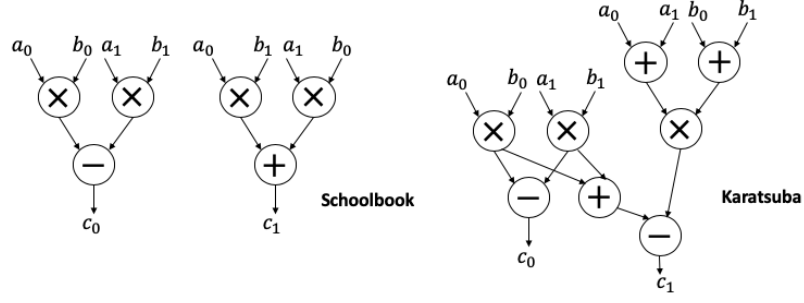 a₀ a₁ b₀ b₁
a₀ b₀ a₁ b₁ a₀ b₁ a₁ b₀
+ +
a₀ b₀ a₁ b₁
× × × ×
× × ×
− +
− +
Schoolbook
Karatsuba
c₀ c₁
−
c₀
c₁